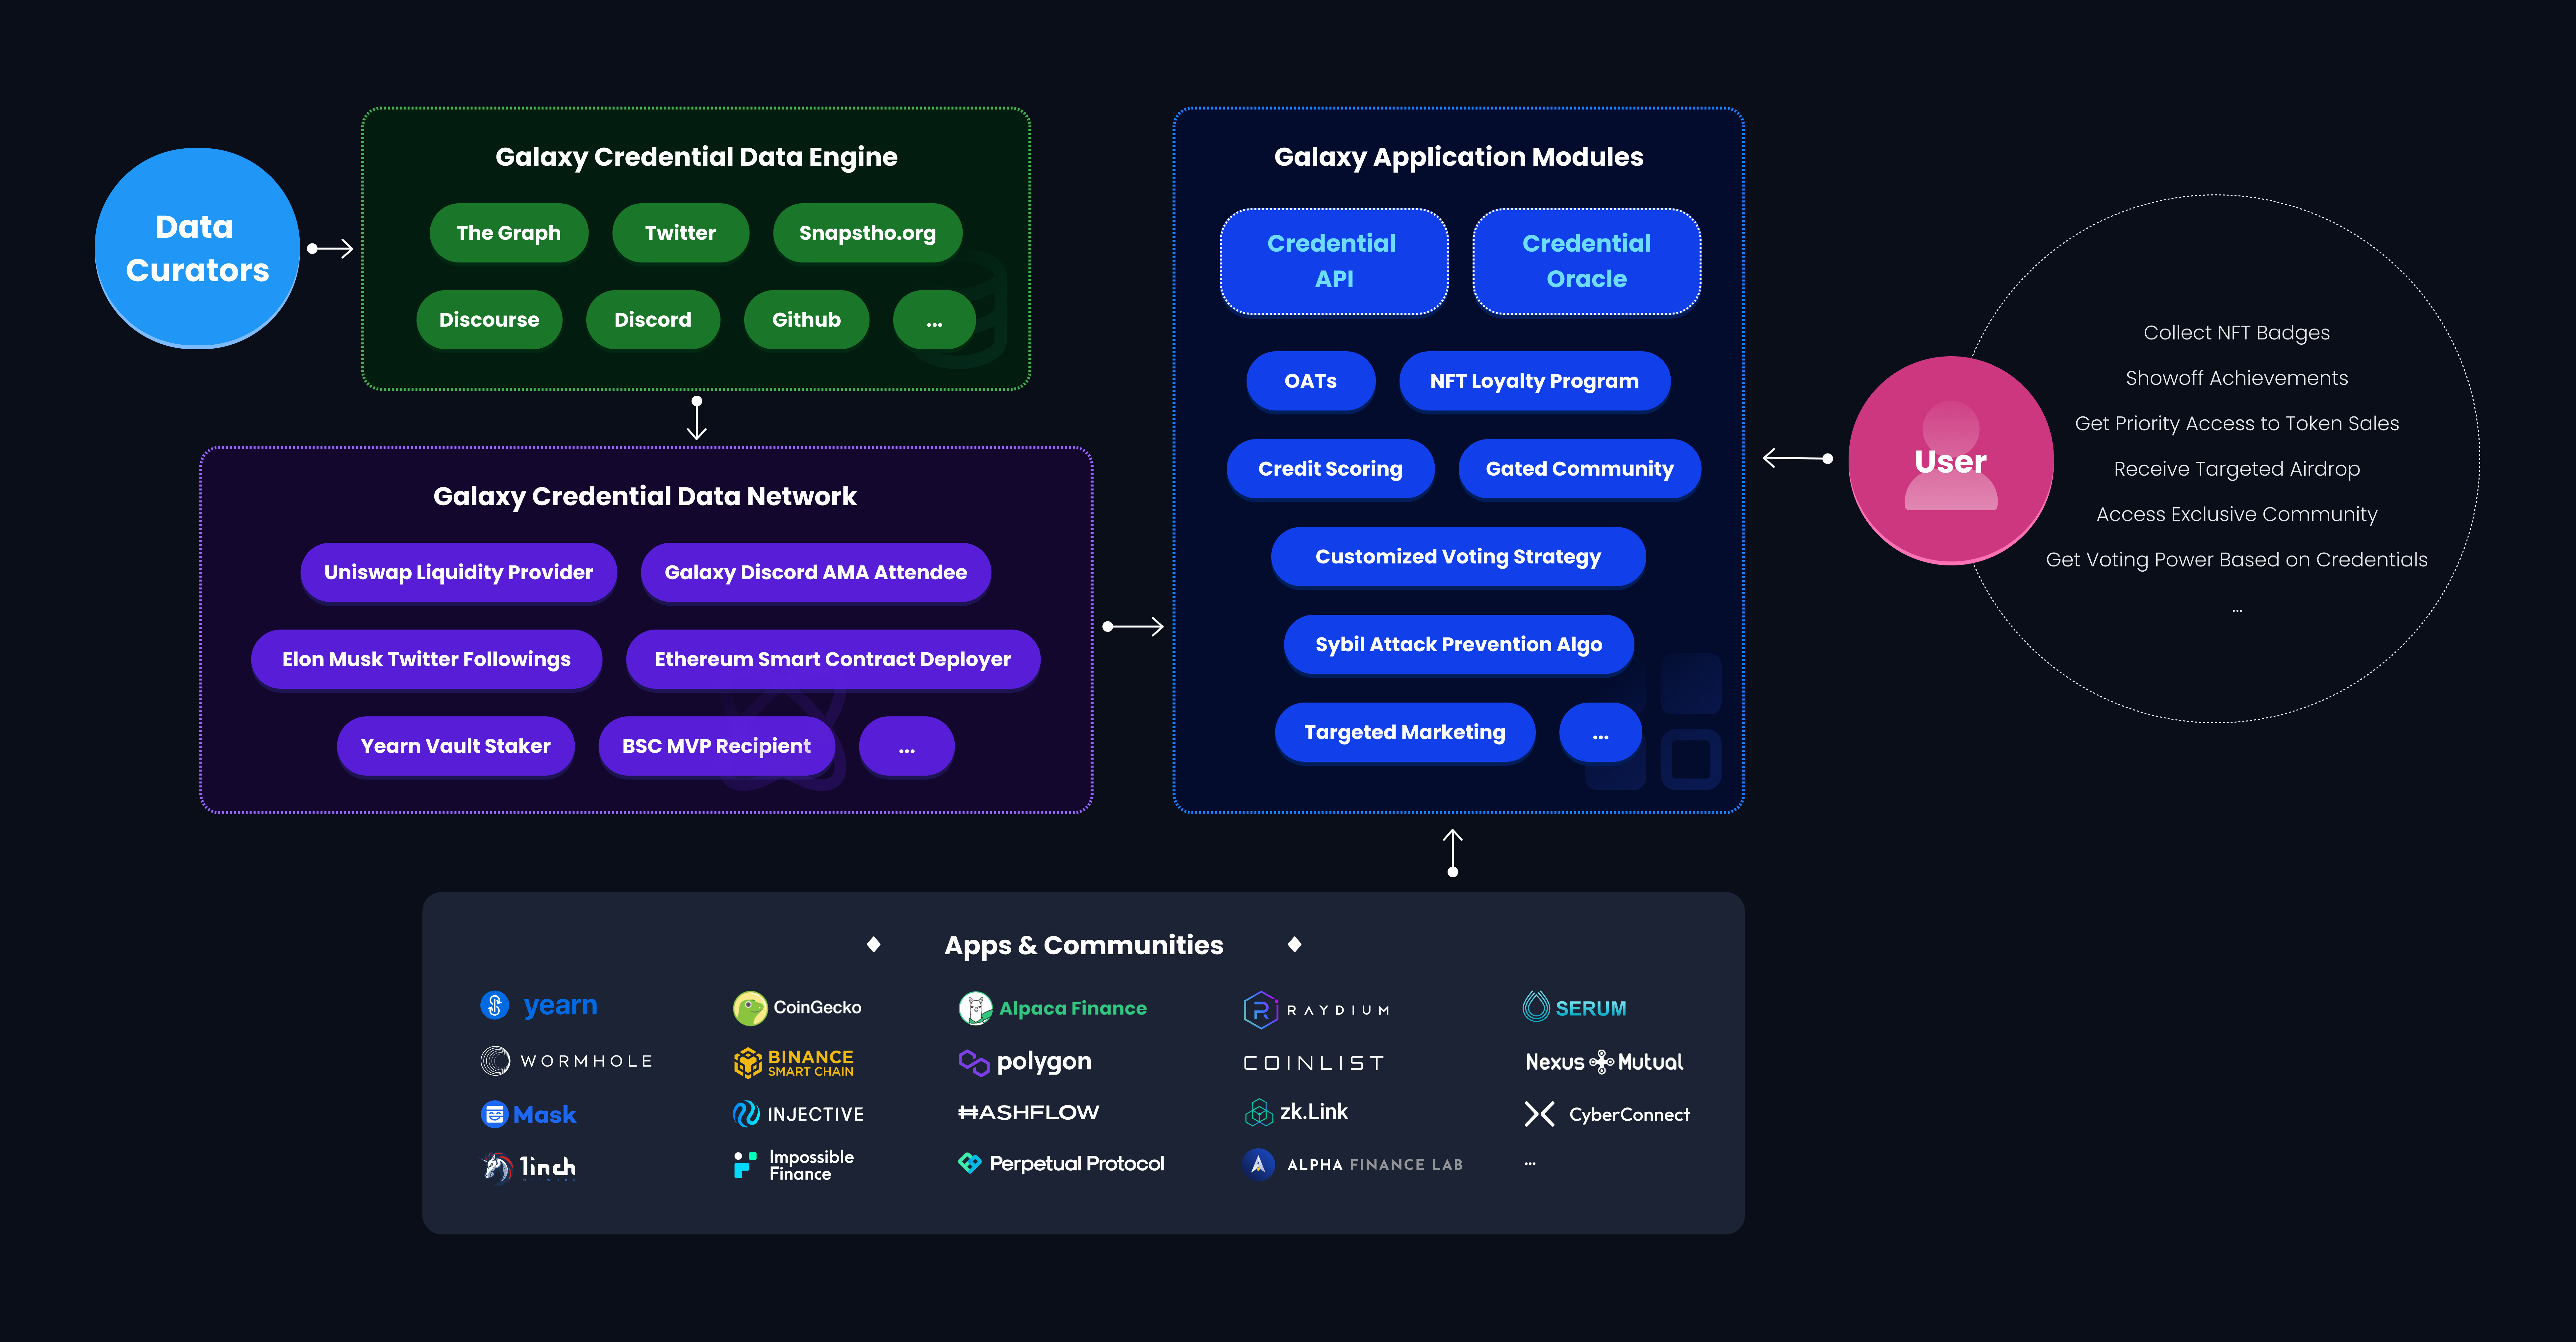 Data
Curators
Galaxy Credential Data Engine
The Graph
Twitter
Snapstho.org
Discourse
Discord
Github
...
Galaxy Credential Data Network
Uniswap Liquidity Provider
Galaxy Discord AMA Attendee
Elon Musk Twitter Followings
Ethereum Smart Contract Deployer
Yearn Vault Staker
BSC MVP Recipient
...
Galaxy Application Modules
Credential
API
Credential
Oracle
OATs
NFT Loyalty Program
Credit Scoring
Gated Community
Customized Voting Strategy
Sybil Attack Prevention Algo
Targeted Marketing
...
User
Collect NFT Badges
Showoff Achievements
Get Priority Access to Token Sales
Receive Targeted Airdrop
Access Exclusive Community
Get Voting Power Based on Credentials
...
Apps & Communities
yearn
CoinGecko
Alpaca Finance
RAYDIUM
SERUM
WORMHOLE
BINANCE
SMART CHAIN
polygon
COINLIST
Nexus Mutual
Mask
INJECTIVE
HASHFLOW
zk.Link
CyberConnect
1inch
NETWORK
Impossible
Finance
Perpetual Protocol
ALPHA FINANCE LAB
...